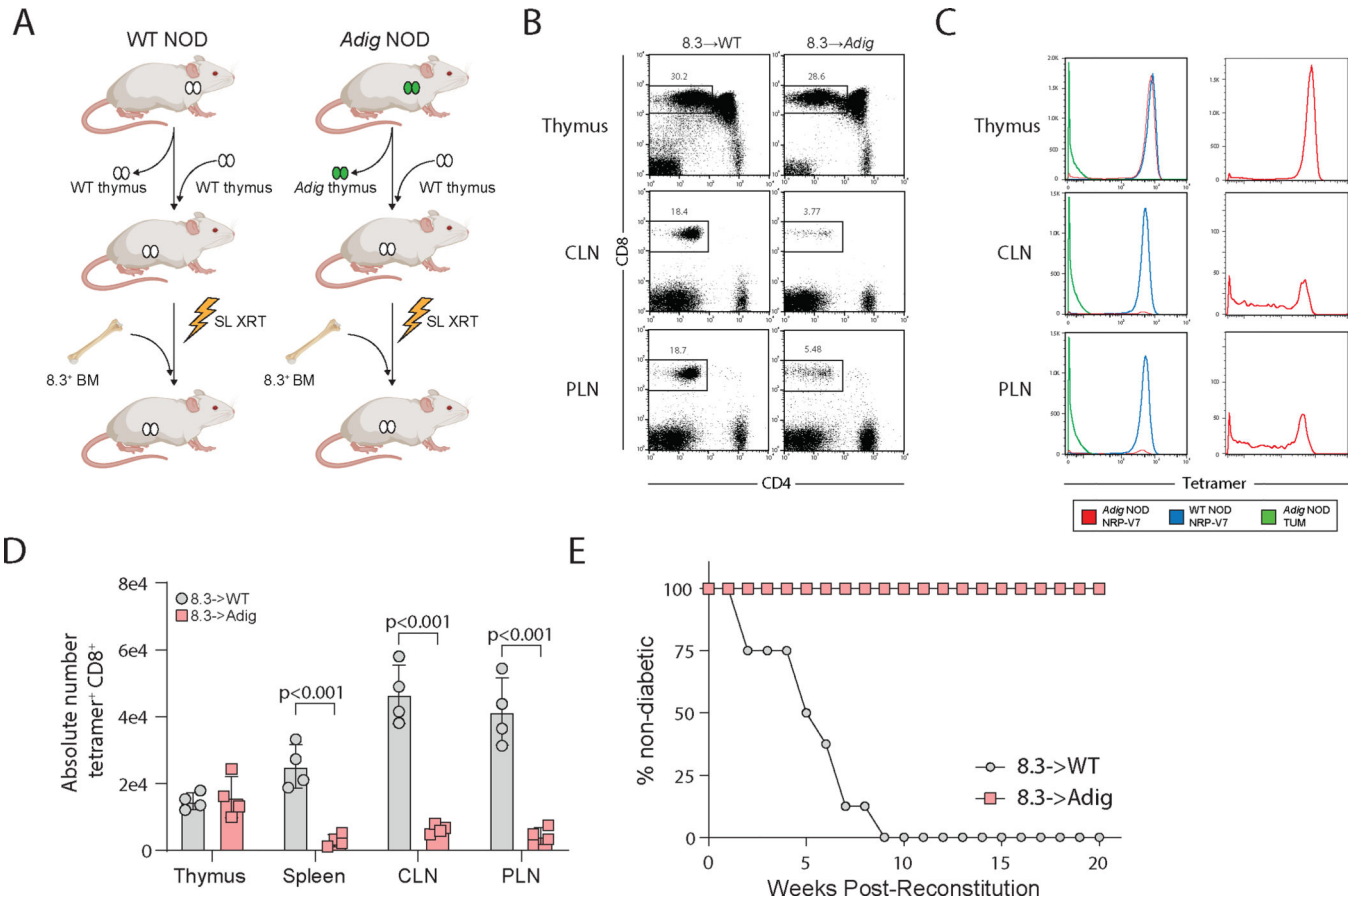 A
WT NOD
Adig NOD
WT thymus
WT thymus
Adig thymus
WT thymus
SL XRT
SL XRT
8.3⁺ BM
8.3⁺ BM
B
8.3→WT
8.3→Adig
Thymus
30.2
28.6
CLN
18.4
3.77
PLN
18.7
5.48
CD8
CD4
C
Thymus
CLN
PLN
Tetramer
Adig NOD
NRP-V7
WT NOD
NRP-V7
Adig NOD
TUM
D
Absolute number
tetramer⁺ CD8⁺
8e4
6e4
4e4
2e4
0
8.3->WT
8.3->Adig
p<0.001
p<0.001
p<0.001
Thymus
Spleen
CLN
PLN
E
% non-diabetic
100
75
50
25
0
8.3->WT
8.3->Adig
0
5
10
15
20
Weeks Post-Reconstitution